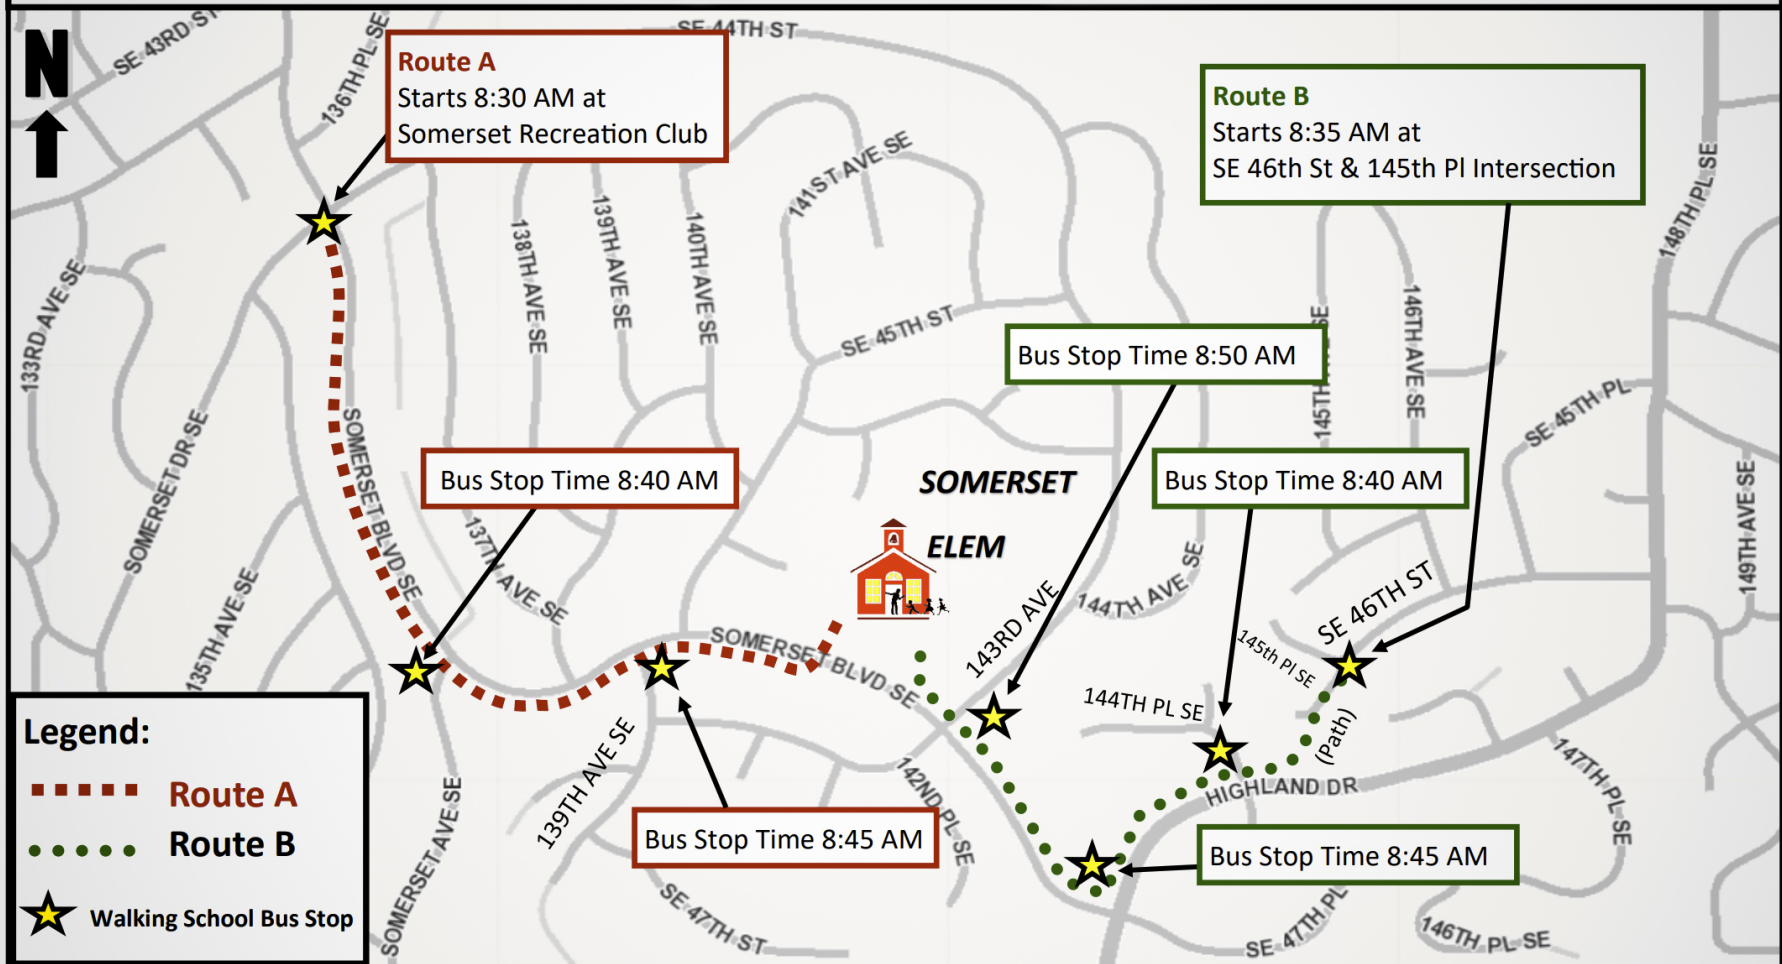 N
SE 43RD ST
136TH PL SE
SE 44TH ST
Route A
Starts 8:30 AM at
Somerset Recreation Club
Route B
Starts 8:35 AM at
SE 46th St & 145th Pl Intersection
148TH PL SE
141ST AVE SE
133RD AVE SE
138TH AVE SE
139TH AVE SE
140TH AVE SE
SE 45TH ST
Bus Stop Time 8:50 AM
146TH AVE SE
SE 45TH PL
SOMERSET DR SE
SOMERSET BLVD SE
Bus Stop Time 8:40 AM
SOMERSET
ELEM
Bus Stop Time 8:40 AM
149TH AVE SE
137TH AVE SE
135TH AVE SE
143RD AVE
144TH AVE SE
SE 46TH ST
145th Pl SE
SOMERSET BLVD SE
144TH PL SE
(Path)
Legend:
Route A
Route B
Walking School Bus Stop
139TH AVE SE
142ND PL SE
HIGHLAND DR
147TH PL SE
Bus Stop Time 8:45 AM
Bus Stop Time 8:45 AM
SOMERSET AVE SE
SE 47TH ST
SE 47TH PL
146TH PL SE